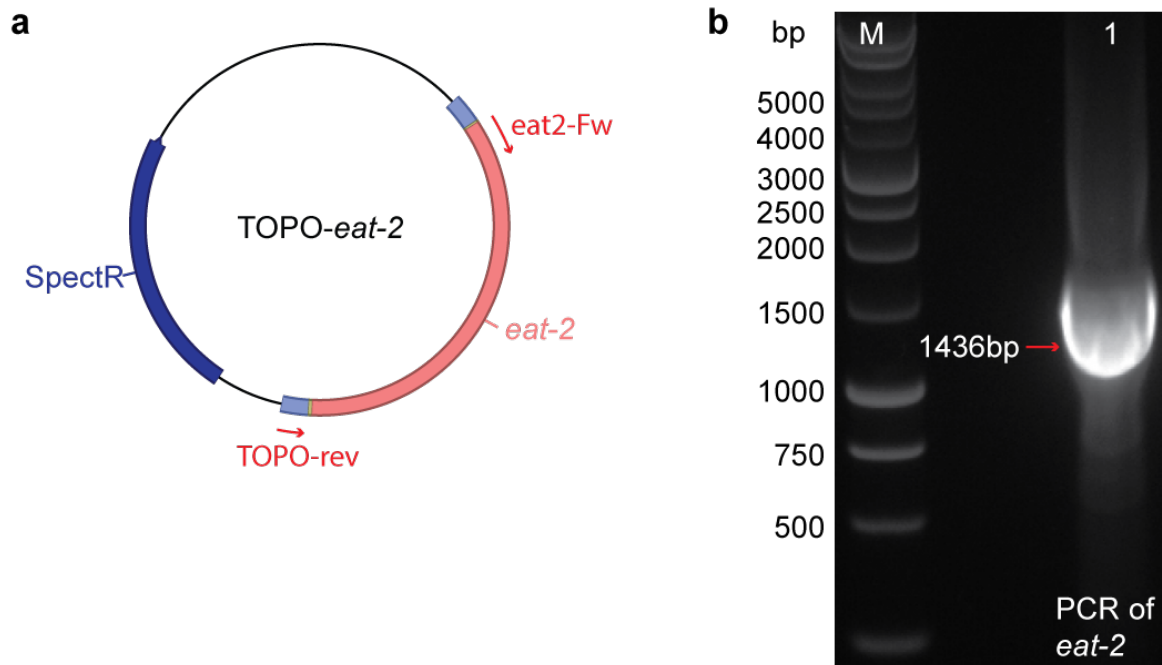 a
eat2-Fw
TOPO-eat-2
SpectR
eat-2
TOPO-rev
b
bp
M
1
5000
4000
3000
2500
2000
1500
1436bp
1000
750
500
PCR of
eat-2